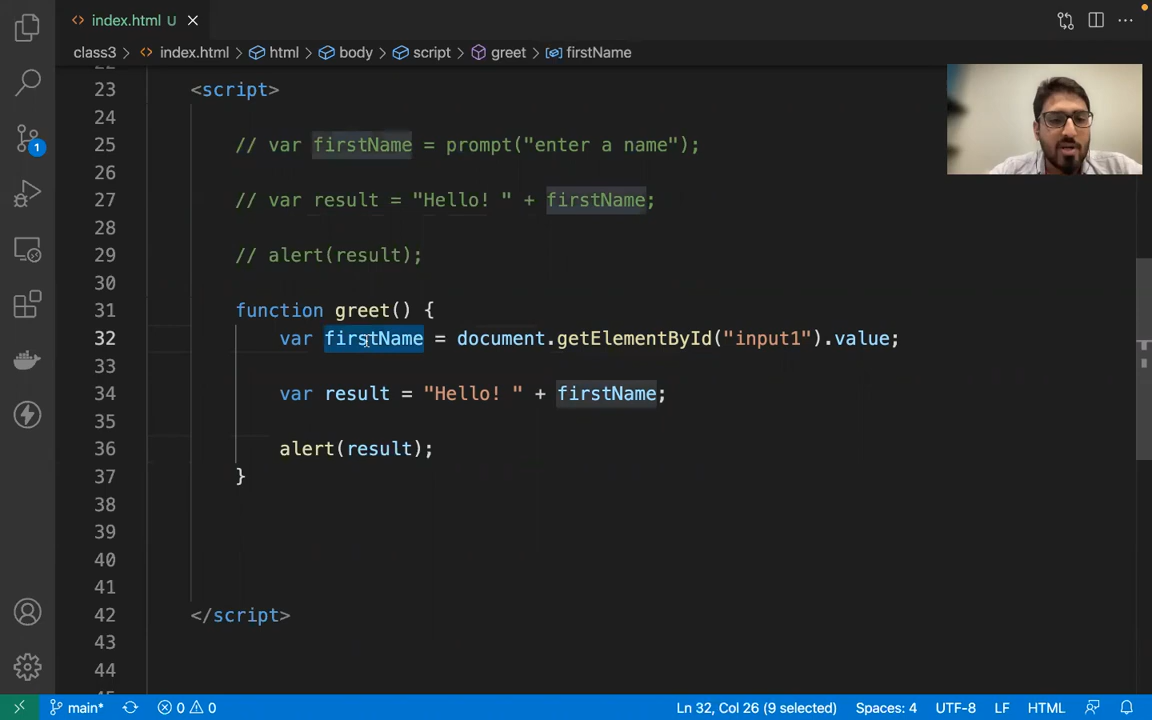 index.html U
class3 index.html html body script greet firstName
22
23 <script>
24
25 // var firstName = prompt("enter a name");
26
27 // var result = "Hello! " + firstName;
28
29 // alert(result);
30
31 function greet() {
32 var firstName = document.getElementById("input1").value;
33
34 var result = "Hello! " + firstName;
35
36 alert(result);
37 }
38
39
40
41
42 </script>
43
44
1
main* 0 0 Ln 32, Col 26 (9 selected) Spaces: 4 UTF-8 LF HTML